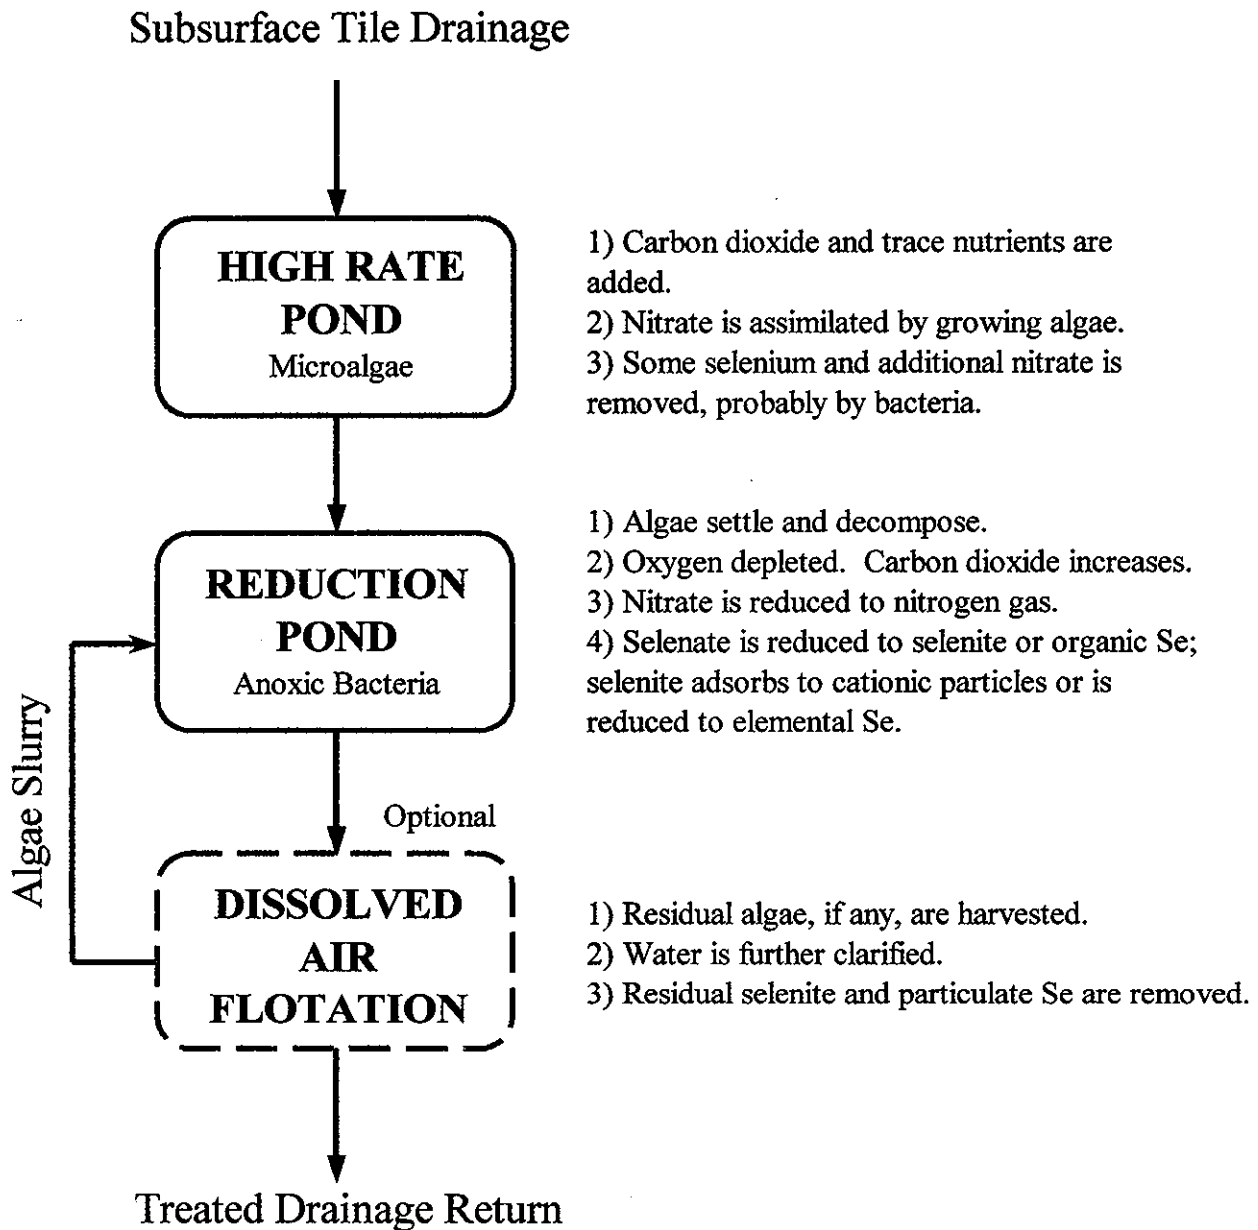 Subsurface Tile Drainage
HIGH RATE
POND
Microalgae
1) Carbon dioxide and trace nutrients are
added.
2) Nitrate is assimilated by growing algae.
3) Some selenium and additional nitrate is
removed, probably by bacteria.
REDUCTION
POND
Anoxic Bacteria
1) Algae settle and decompose.
2) Oxygen depleted.  Carbon dioxide increases.
3) Nitrate is reduced to nitrogen gas.
4) Selenate is reduced to selenite or organic Se;
selenite adsorbs to cationic particles or is
reduced to elemental Se.
Algae Slurry
Optional
DISSOLVED
AIR
FLOTATION
1) Residual algae, if any, are harvested.
2) Water is further clarified.
3) Residual selenite and particulate Se are removed.
Treated Drainage Return